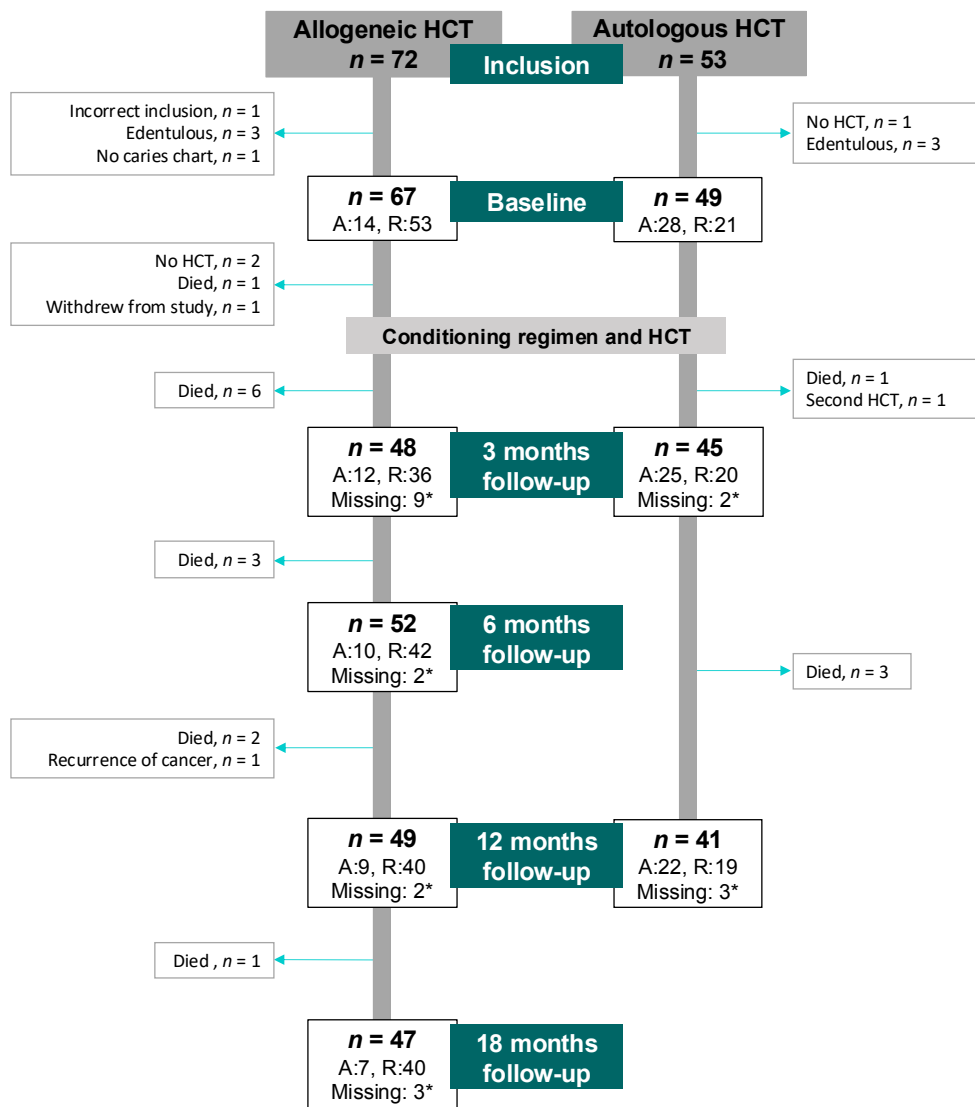 Allogeneic HCT
n = 72
Inclusion
Autologous HCT
n = 53
Incorrect inclusion, n = 1
Edentulous, n = 3
No caries chart, n = 1
No HCT, n = 1
Edentulous, n = 3
n = 67
A:14, R:53
Baseline
n = 49
A:28, R:21
No HCT, n = 2
Died, n = 1
Withdrew from study, n = 1
Conditioning regimen and HCT
Died, n = 6
Died, n = 1
Second HCT, n = 1
n = 48
A:12, R:36
Missing: 9*
3 months
follow-up
n = 45
A:25, R:20
Missing: 2*
Died, n = 3
n = 52
A:10, R:42
Missing: 2*
6 months
follow-up
Died, n = 3
Died, n = 2
Recurrence of cancer, n = 1
n = 49
A:9, R:40
Missing: 2*
12 months
follow-up
n = 41
A:22, R:19
Missing: 3*
Died , n = 1
n = 47
A:7, R:40
Missing: 3*
18 months
follow-up